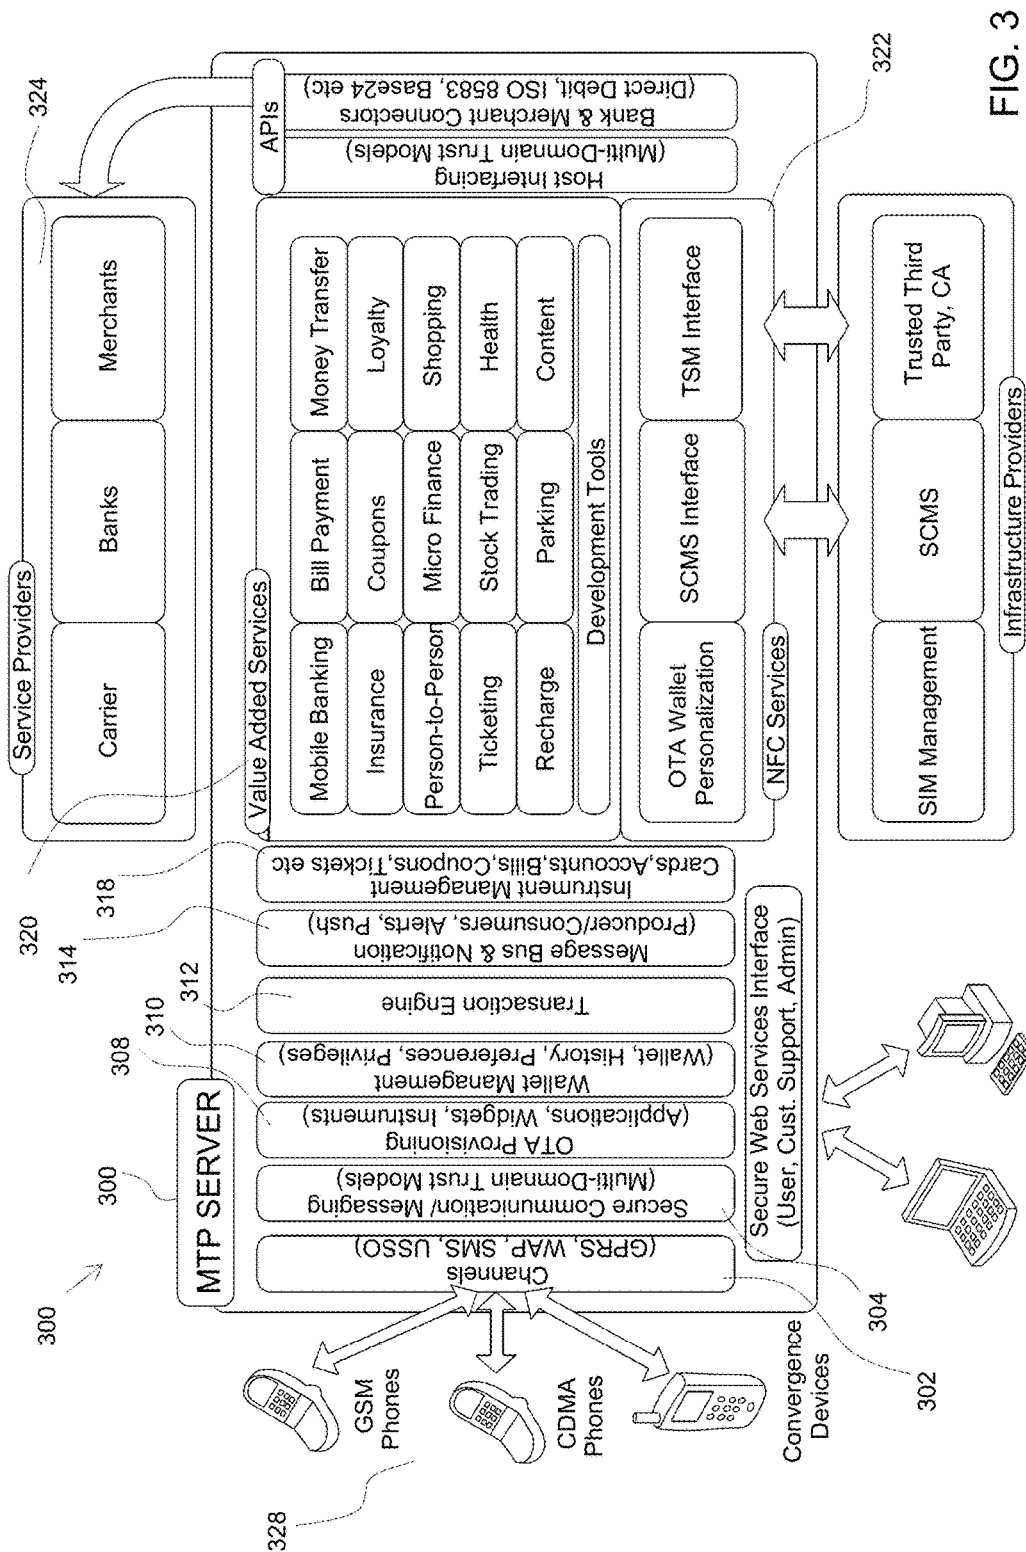 300
MTP SERVER
300
308
310
312
314
318
320
324
Service Providers
Carrier
Banks
Merchants
GSM
Phones
328
CDMA
Phones
Convergence
Devices
302
304
Channels
(GPRS, WAP, SMS, USSO)
Secure Communication/ Messaging
(Multi-Domnain Trust Models)
OTA Provisioning
(Applications, Widgets, Instruments)
Wallet Management
(Wallet, History, Preferences, Privileges)
Transaction Engine
Message Bus & Notification
(Producer/Consumers, Alerts, Push)
Instrument Management
Cards,Accounts,Bills,Coupons,Tickets etc
Value Added Services
Mobile Banking
Bill Payment
Money Transfer
Insurance
Coupons
Loyalty
Person-to-Person
Micro Finance
Shopping
Ticketing
Stock Trading
Health
Recharge
Parking
Content
Development Tools
OTA Wallet
Personalization
SCMS Interface
TSM Interface
NFC Services
APIs
Host Interfacing
(Multi-Domnain Trust Models)
Bank & Merchant Connectors
(Direct Debit, ISO 8583, Base24 etc)
322
Secure Web Services Interface
(User, Cust. Support, Admin)
SIM Management
SCMS
Trusted Third
Party, CA
Infrastructure Providers
FIG. 3